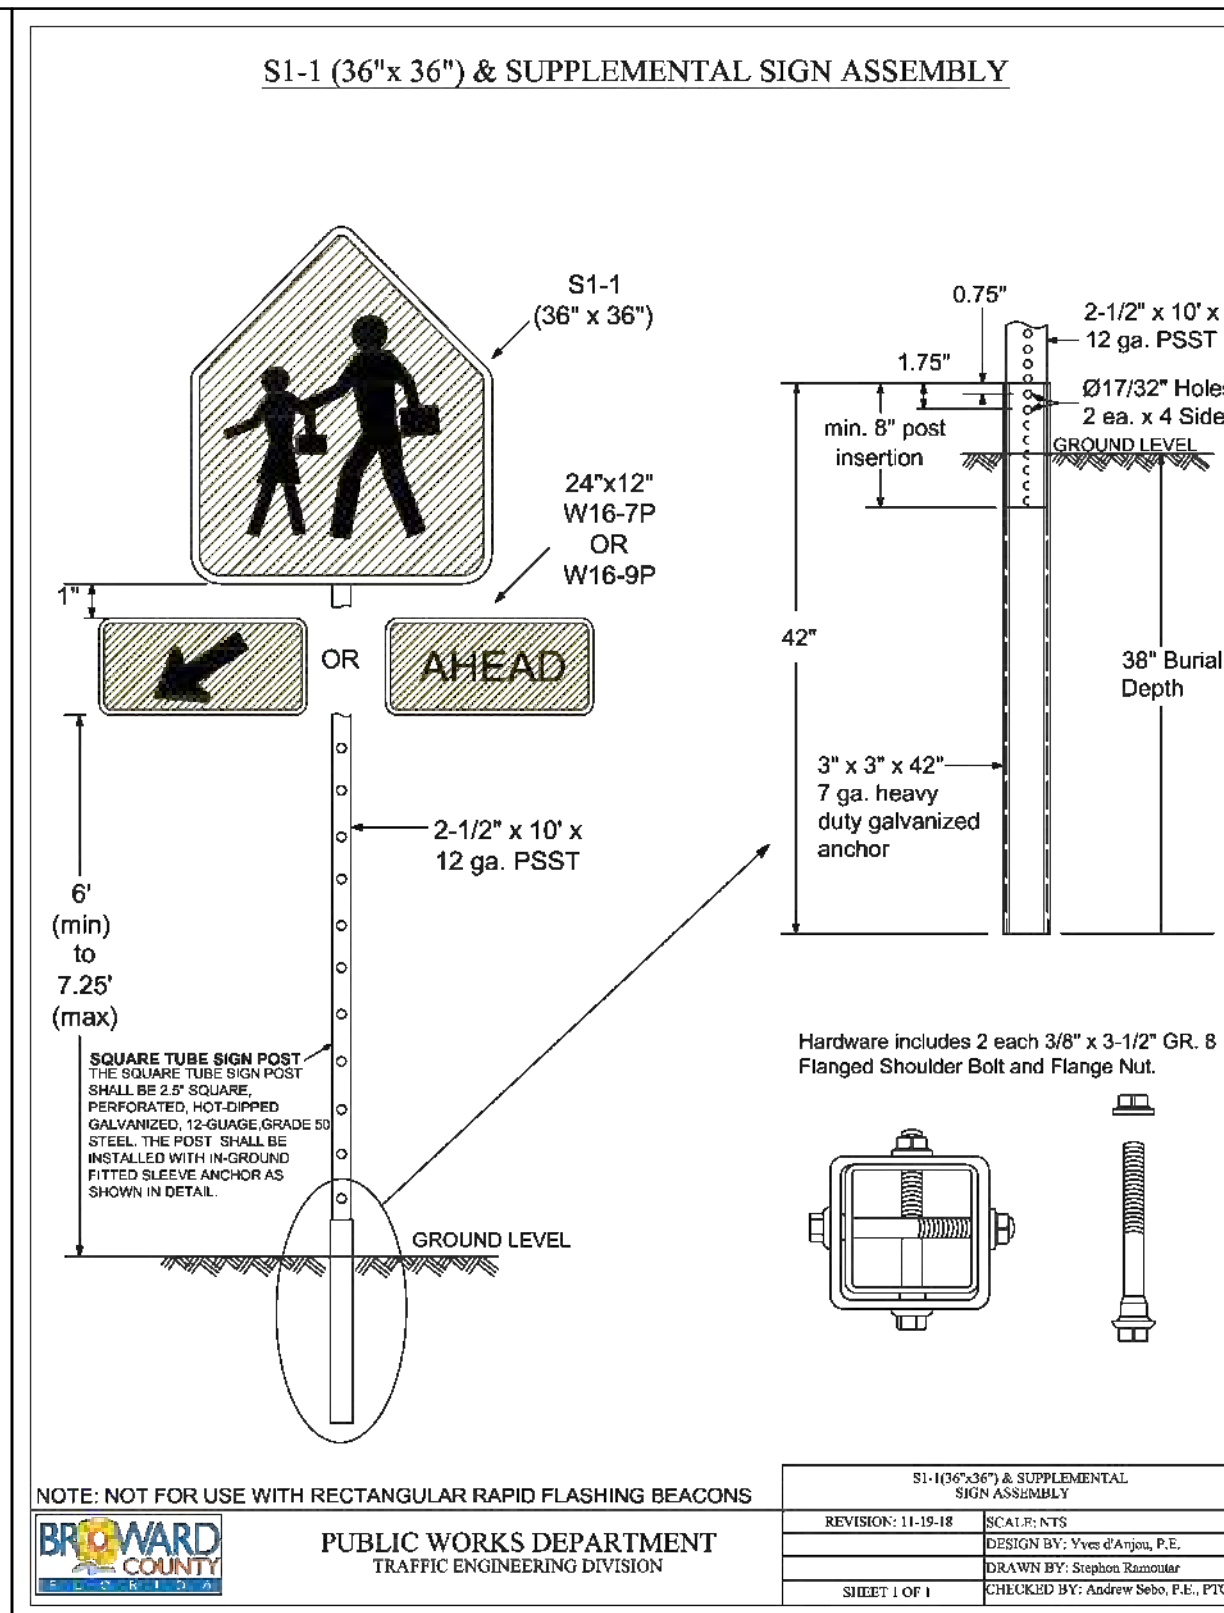 S1-1 (36"x 36") & SUPPLEMENTAL SIGN ASSEMBLY
S1-1
(36" x 36")
24"x12"
W16-7P
OR
W16-9P
1"
OR
AHEAD
2-1/2" x 10' x
12 ga. PSST
6'
(min)
to
7.25'
(max)
SQUARE TUBE SIGN POST
THE SQUARE TUBE SIGN POST
SHALL BE 2.5" SQUARE,
PERFORATED, HOT-DIPPED
GALVANIZED, 12-GUAGE,GRADE 50
STEEL. THE POST SHALL BE
INSTALLED WITH IN-GROUND
FITTED SLEEVE ANCHOR AS
SHOWN IN DETAIL.
GROUND LEVEL
0.75"
2-1/2" x 10' x
12 ga. PSST
1.75"
Ø17/32" Holes
2 ea. x 4 Side
min. 8" post
insertion
GROUND LEVEL
42"
38" Burial
Depth
3" x 3" x 42"
7 ga. heavy
duty galvanized
anchor
Hardware includes 2 each 3/8" x 3-1/2" GR. 8
Flanged Shoulder Bolt and Flange Nut.
NOTE: NOT FOR USE WITH RECTANGULAR RAPID FLASHING BEACONS
BROWARD
COUNTY
FLORIDA
PUBLIC WORKS DEPARTMENT
TRAFFIC ENGINEERING DIVISION
S1-1(36"x36") & SUPPLEMENTAL
SIGN ASSEMBLY
REVISION: 11-19-18
SCALE: NTS
DESIGN BY: Yves d'Anjou, P.E.
DRAWN BY: Stephon Ramoutar
SHEET 1 OF 1
CHECKED BY: Andrew Sebo, P.E., PTO